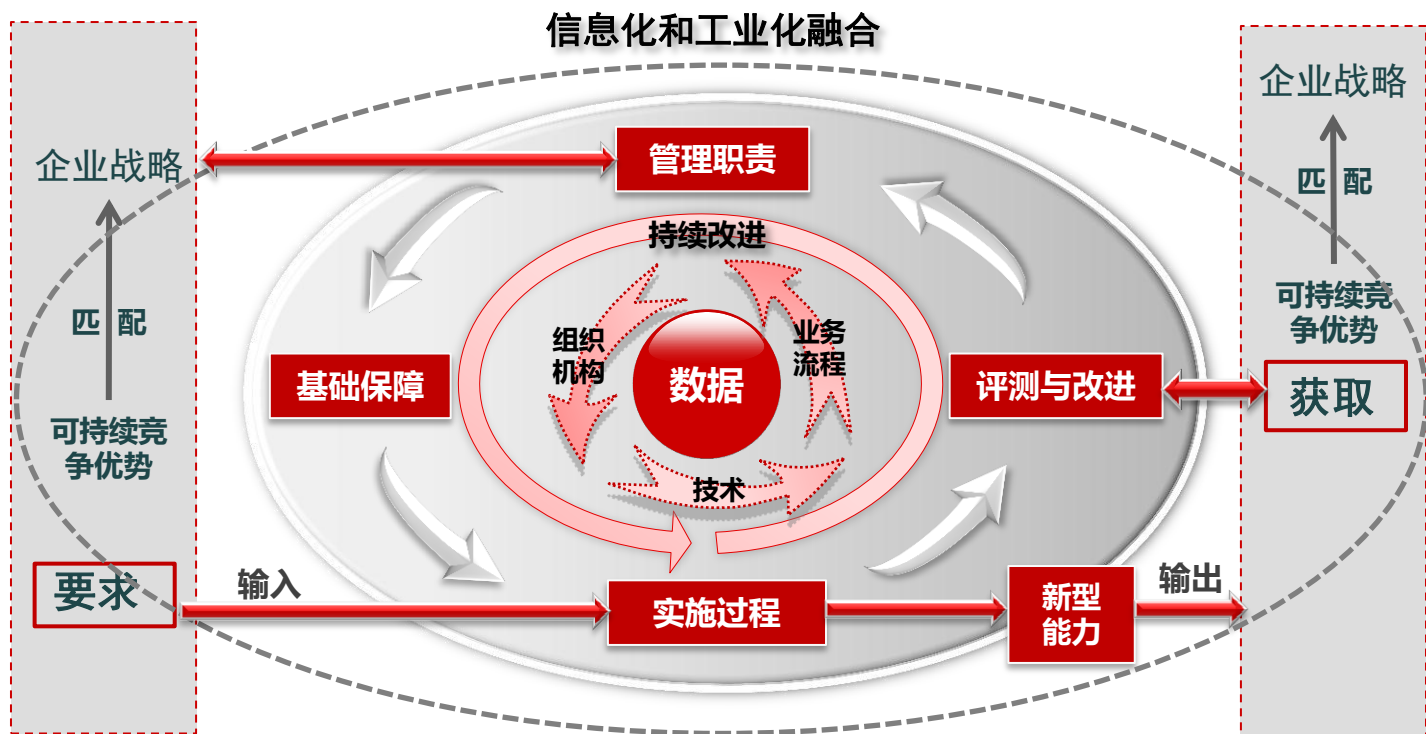 信息化和工业化融合
企业战略
匹 配
可持续竞
争优势
要求
输入
管理职责
持续改进
组织
机构
业务
流程
数据
技术
基础保障
评测与改进
实施过程
新型
能力
输出
企业战略
匹 配
可持续竞
争优势
获取